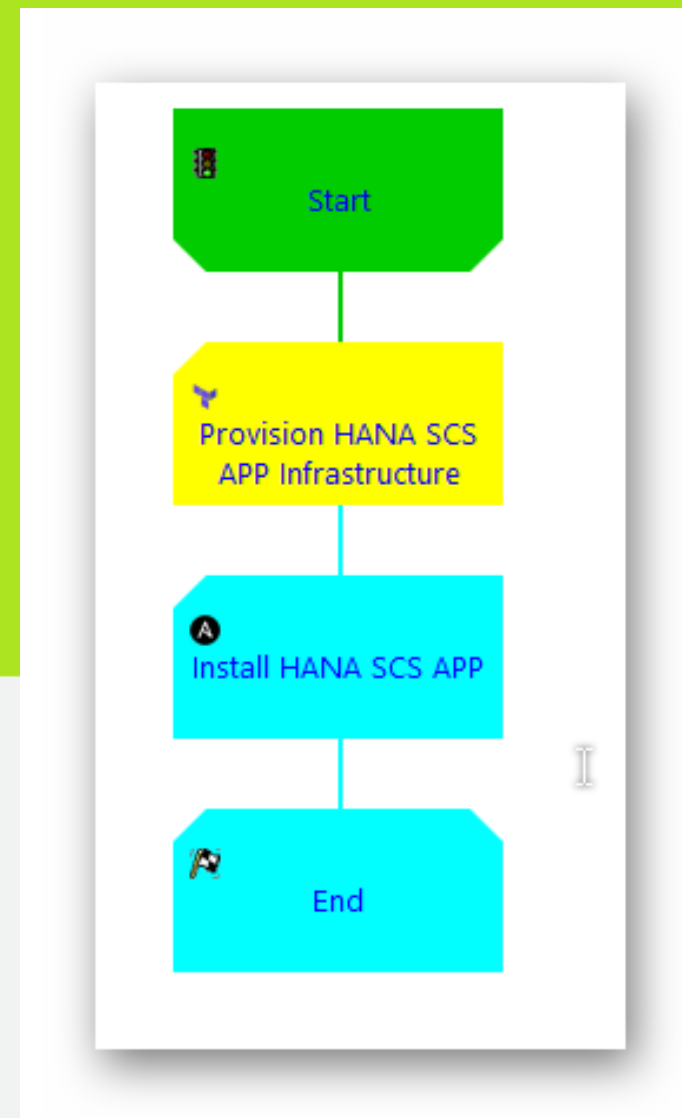 Start
Provision HANA SCS
APP Infrastructure
A
Install HANA SCS APP
End